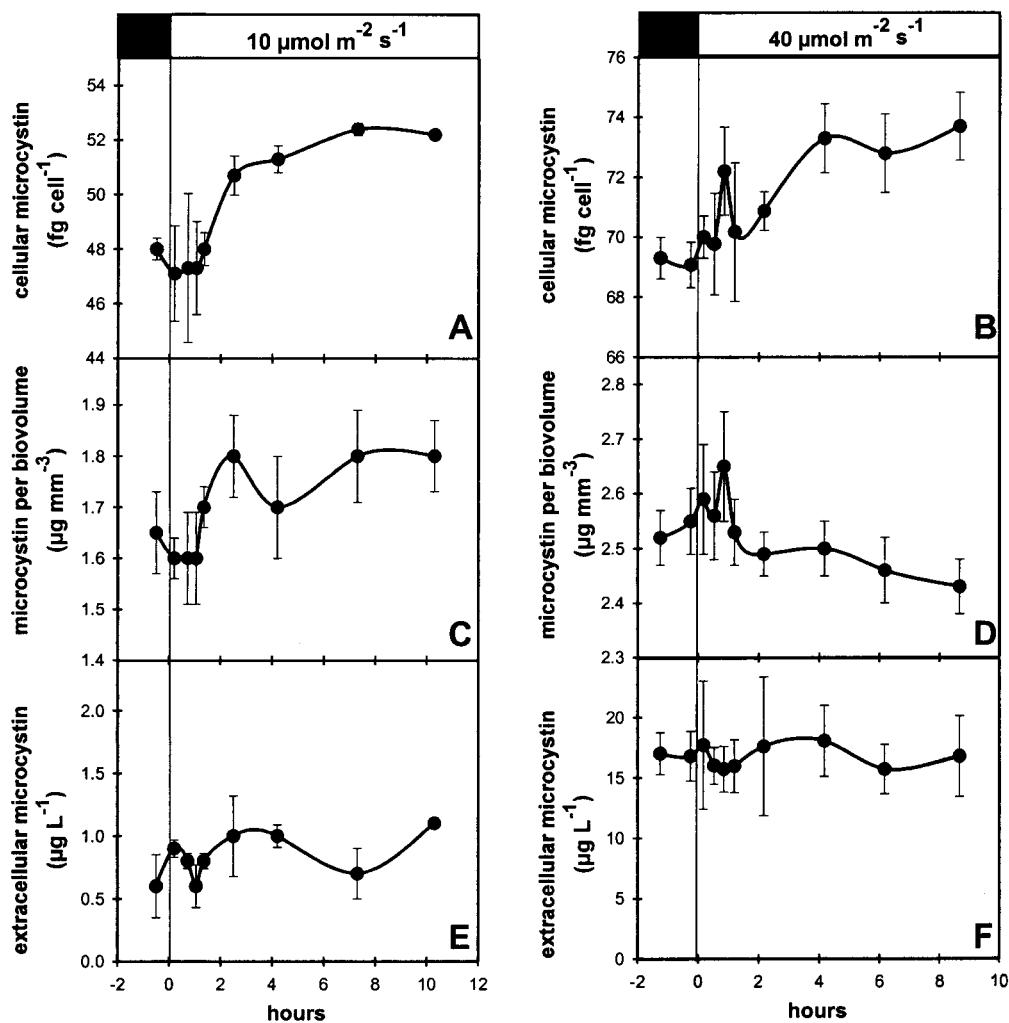 10 µmol m⁻² s⁻¹
40 µmol m⁻² s⁻¹
cellular microcystin
(fg cell⁻¹)
54
52
50
48
46
44
A
cellular microcystin
(fg cell⁻¹)
76
74
72
70
68
66
B
microcystin per biovolume
(µg mm⁻³)
1.9
1.8
1.7
1.6
1.5
1.4
C
microcystin per biovolume
(µg mm⁻³)
2.8
2.7
2.6
2.5
2.4
2.3
D
extracellular microcystin
(µg L⁻¹)
2.0
1.5
1.0
0.5
0.0
E
extracellular microcystin
(µg L⁻¹)
20
15
10
5
0
F
-2 0 2 4 6 8 10 12
hours
-2 0 2 4 6 8 10
hours